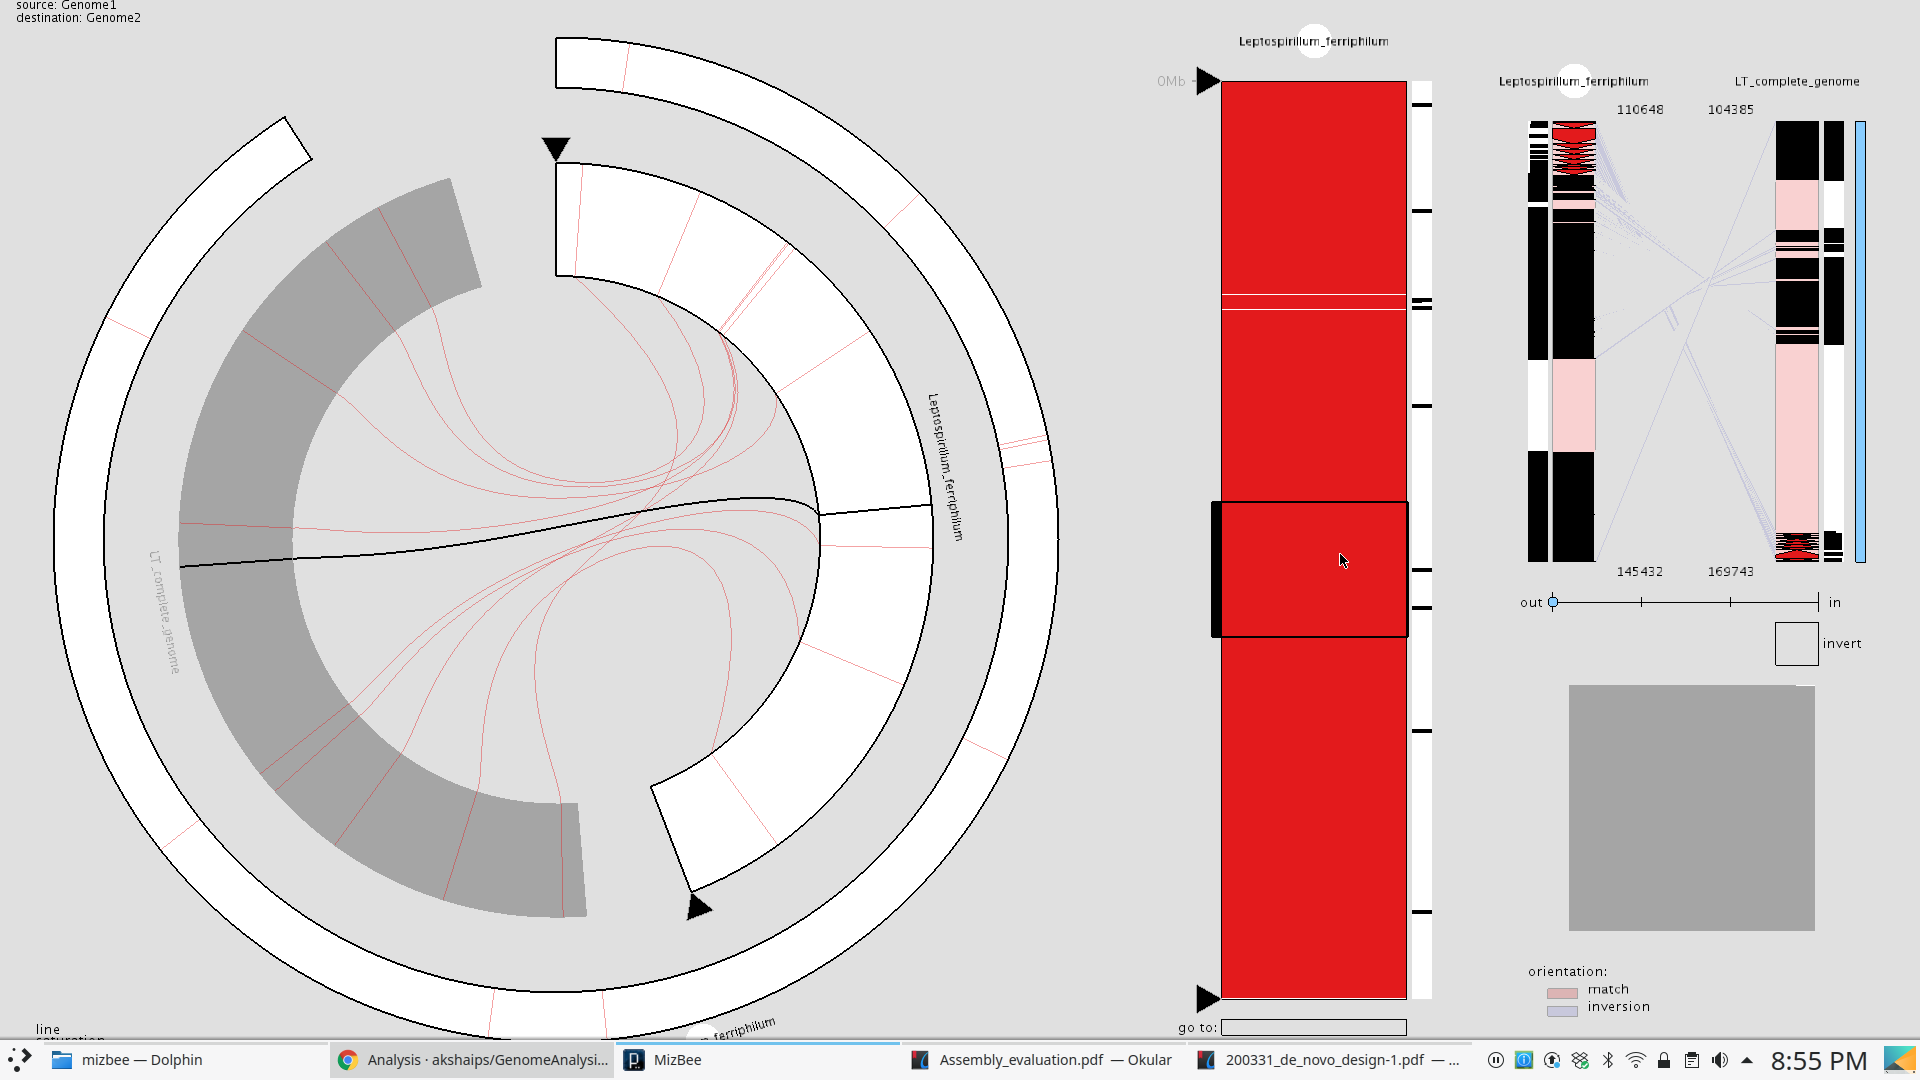 source: Genome1
destination: Genome2
Leptospirillum_ferriphilum
LT_complete_genome
Leptospirillum_ferriphilum
0Mb
go to:
Leptospirillum_ferriphilum
LT_complete_genome
110648
104385
145432
169743
out
in
invert
orientation:
match
inversion
line
_ferriphilum
mizbee — Dolphin
Analysis · akshaips/GenomeAnalysi...
MizBee
Assembly_evaluation.pdf — Okular
200331_de_novo_design-1.pdf — ...
8:55 PM